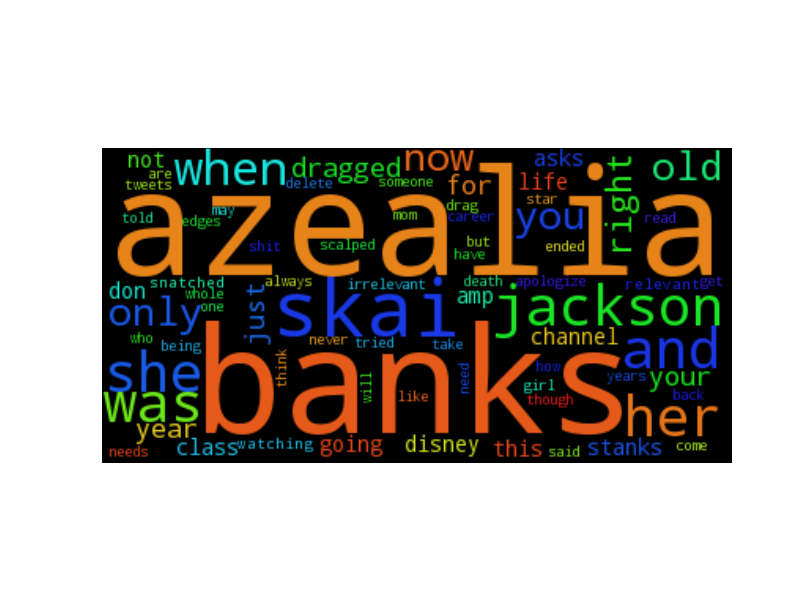 not
are
tweets
when
delete
dragged
someone
now
for
asks
life
star
right
old
told
may
edges
azealia
mom
drag
career
you
read
shit
scalped
but
have
ended
don
snatched
whole
one
always
irrelevant
death
apologize
relevant
get
only
just
skai
amp
jackson
who
being
never
tried
take
channel
and
she
banks
think
will
like
need
how
girl
though
years
your
back
was
her
year
needs
class
watching
going
disney
this
said
stanks
come